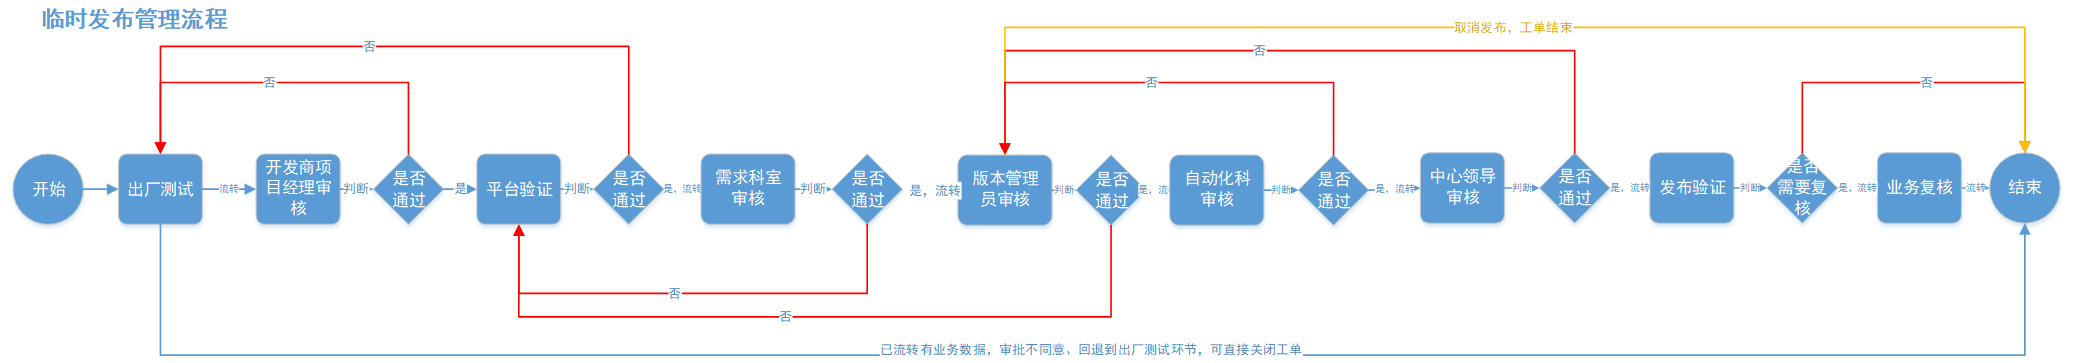 临时发布管理流程
取消发布，工单结束
否
否
否
否
否
开始
出厂测试
流转
开发商项
目经理审
核
判断
是否
通过
是
平台验证
判断
是否
通过
是，流转
需求科室
审核
判断
是否
通过
是，流转
版本管理
员审核
判断
是否
通过
是，流
自动化科
审核
判断
是否
通过
是，流转
中心领导
审核
判断
是否
通过
是，流转
发布验证
判断
是否
需要复
核
是，流转
业务复核
流转
结束
否
否
已流转有业务数据，审批不同意、回退到出厂测试环节，可直接关闭工单